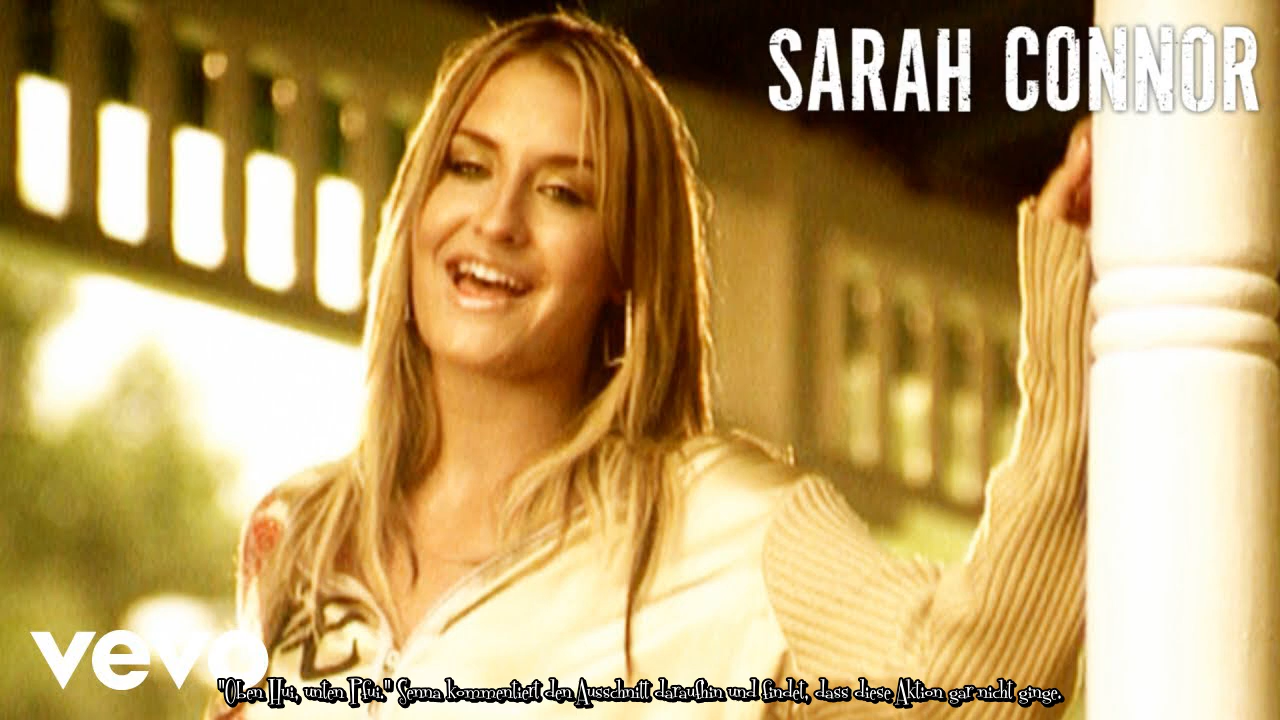 SARAH CONNOR
vevo
"Oben Hui, unten Pfui." Senna kommentiert den Ausschnitt daraufhin und findet, dass diese Aktion gar nicht ginge.